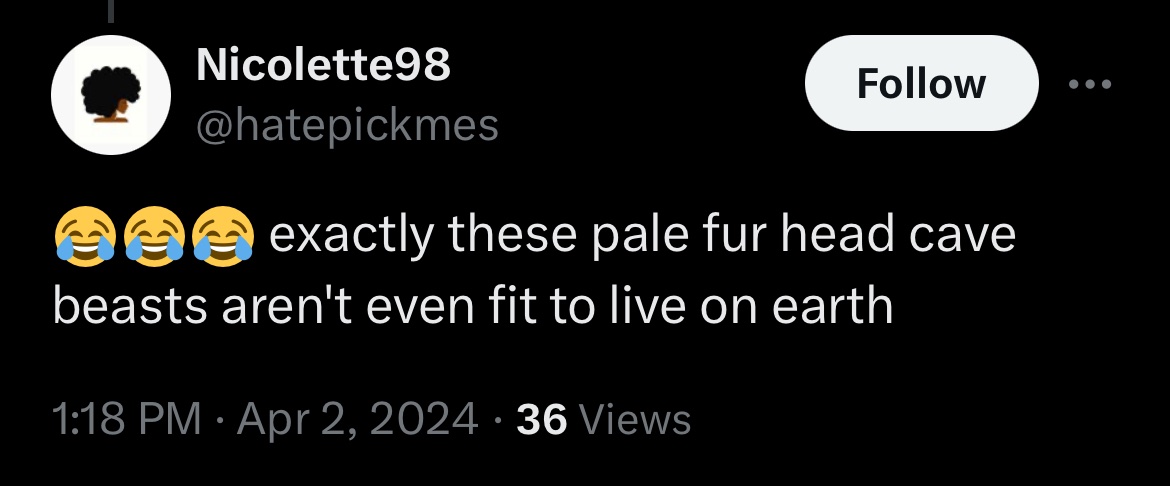 Nicolette98
@hatepickmes
Follow
😂😂😂 exactly these pale fur head cave
beasts aren't even fit to live on earth
1:18 PM · Apr 2, 2024 · 36 Views